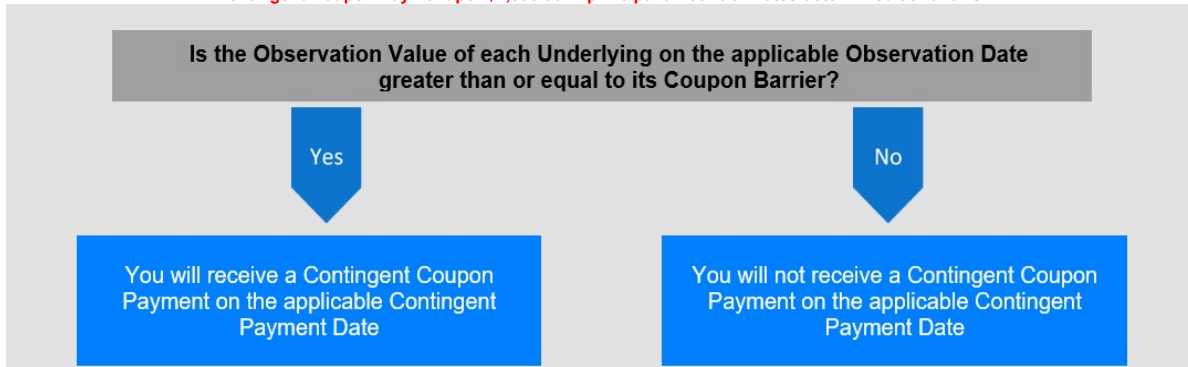 Is the Observation Value of each Underlying on the applicable Observation Date
greater than or equal to its Coupon Barrier?
Yes
No
You will receive a Contingent Coupon
Payment on the applicable Contingent
Payment Date
You will not receive a Contingent Coupon
Payment on the applicable Contingent
Payment Date